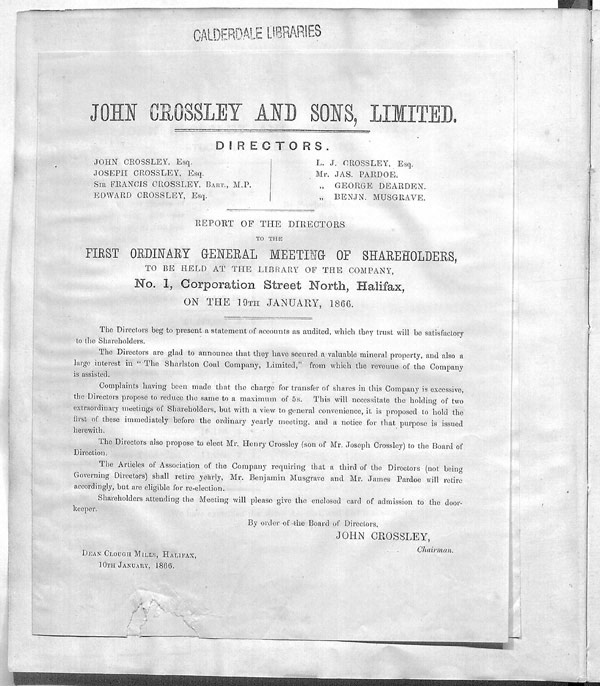 CALDERDALE LIBRARIES
JOHN CROSSLEY AND SONS, LIMITED.
DIRECTORS.
JOHN CROSSLEY, Esq.
JOSEPH CROSSLEY, Esq.
Sir FRANCIS CROSSLEY, Bart., M.P.
EDWARD CROSSLEY, Esq.
L. J. CROSSLEY, Esq.
Mr. JAS. PARDOE.
„ GEORGE DEARDEN.
„ BENJN. MUSGRAVE.
REPORT OF THE DIRECTORS
TO THE
FIRST ORDINARY GENERAL MEETING OF SHAREHOLDERS,
TO BE HELD AT THE LIBRARY OF THE COMPANY,
No. 1, Corporation Street North, Halifax,
ON THE 19TH JANUARY, 1866.
The Directors beg to present a statement of accounts as audited, which they trust will be satisfactory
to the Shareholders.
The Directors are glad to announce that they have secured a valuable mineral property, and also a
large interest in "The Sharlston Coal Company, Limited," from which the revenue of the Company
is assisted.
Complaints having been made that the charge for transfer of shares in this Company is excessive,
the Directors propose to reduce the same to a maximum of 5s. This will necessitate the holding of two
extraordinary meetings of Shareholders, but with a view to general convenience, it is proposed to hold the
first of these immediately before the ordinary yearly meeting, and a notice for that purpose is issued
herewith.
The Directors also propose to elect Mr. Henry Crossley (son of Mr. Joseph Crossley) to the Board of
Direction.
The Articles of Association of the Company requiring that a third of the Directors (not being
Governing Directors) shall retire yearly, Mr. Benjamin Musgrave and Mr. James Pardoe will retire
accordingly, but are eligible for re-election.
Shareholders attending the Meeting will please give the enclosed card of admission to the door-
keeper.
By order of the Board of Directors,
JOHN CROSSLEY,
Chairman.
Dean Clough Mills, Halifax,
10th January, 1866.